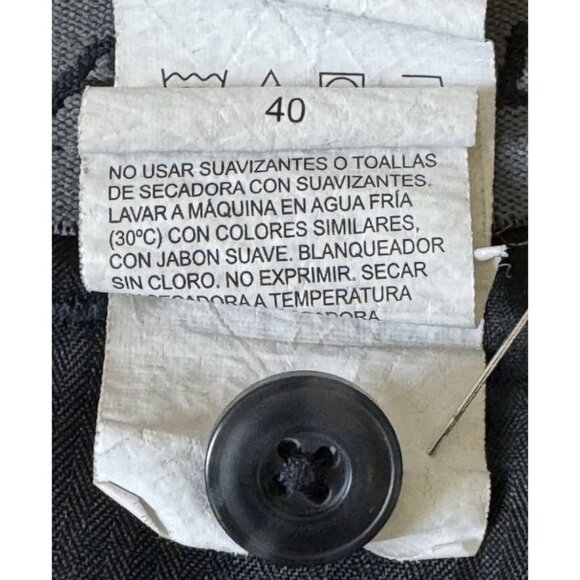 40
NO USAR SUAVIZANTES O TOALLAS
DE SECADORA CON SUAVIZANTES.
LAVAR A MÁQUINA EN AGUA FRÍA
(30ºC) CON COLORES SIMILARES,
CON JABON SUAVE. BLANQUEADOR
SIN CLORO. NO EXPRIMIR. SECAR
SECADORA A TEMPERATURA